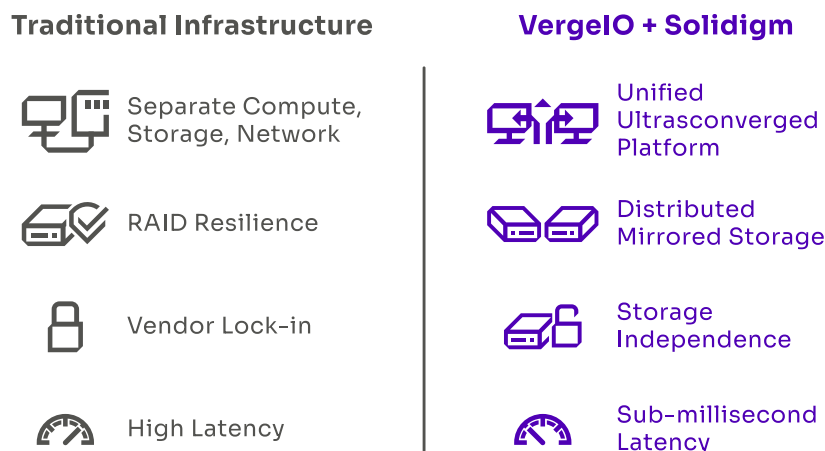 Traditional Infrastructure
Separate Compute,
Storage, Network
RAID Resilience
Vendor Lock-in
High Latency
VergeIO + Solidigm
Unified
Ultrasconverged
Platform
Distributed
Mirrored Storage
Storage
Independence
Sub-millisecond
Latency